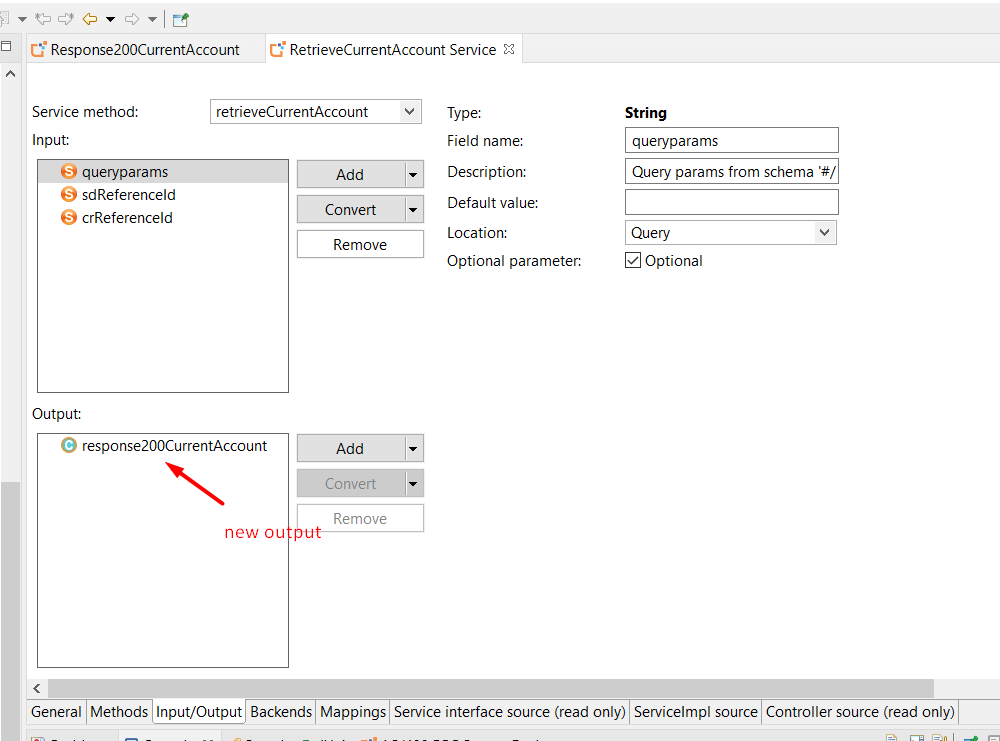 Response200CurrentAccount
RetrieveCurrentAccount Service
Service method:
retrieveCurrentAccount
Input:
queryparams
sdReferenceId
crReferenceId
Add
Convert
Remove
Type:
String
Field name:
queryparams
Description:
Query params from schema '#/
Default value:
Location:
Query
Optional parameter:
Optional
Output:
response200CurrentAccount
new output
Add
Convert
Remove
General
Methods
Input/Output
Backends
Mappings
Service interface source (read only)
ServiceImpl source
Controller source (read only)